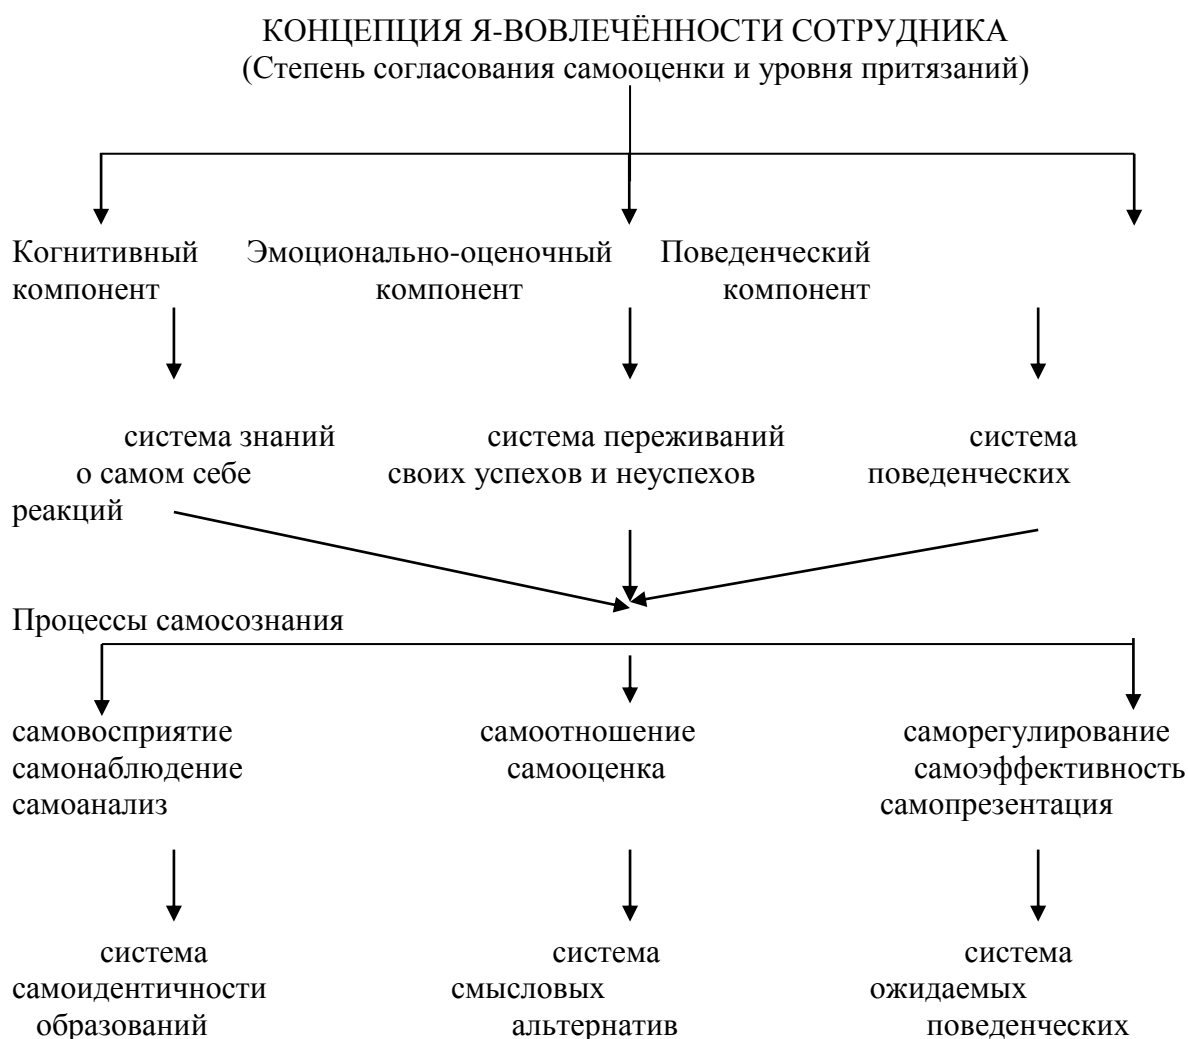 КОНЦЕПЦИЯ Я-ВОВЛЕЧЁННОСТИ СОТРУДНИКА
(Степень согласования самооценки и уровня притязаний)
Когнитивный Эмоционально-оценочный Поведенческий
компонент компонент компонент
система знаний система переживаний система
о самом себе своих успехов и неуспехов поведенческих
реакций
Процессы самосознания
самовосприятие самоотношение саморегулирование
самонаблюдение самооценка самоэффективность
самоанализ самопрезентация
система система система
самоидентичности смысловых ожидаемых
образований альтернатив поведенческих